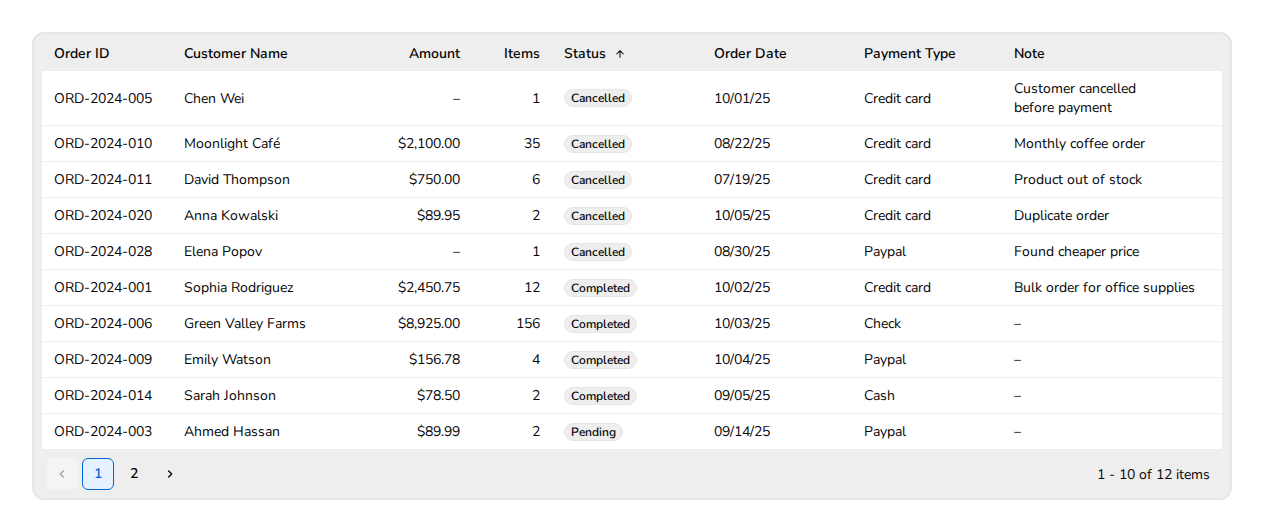 Order ID Customer Name Amount Items Status ↑ Order Date Payment Type Note
ORD-2024-005 Chen Wei – 1 Cancelled 10/01/25 Credit card Customer cancelled
before payment
ORD-2024-010 Moonlight Café $2,100.00 35 Cancelled 08/22/25 Credit card Monthly coffee order
ORD-2024-011 David Thompson $750.00 6 Cancelled 07/19/25 Credit card Product out of stock
ORD-2024-020 Anna Kowalski $89.95 2 Cancelled 10/05/25 Credit card Duplicate order
ORD-2024-028 Elena Popov – 1 Cancelled 08/30/25 Paypal Found cheaper price
ORD-2024-001 Sophia Rodriguez $2,450.75 12 Completed 10/02/25 Credit card Bulk order for office supplies
ORD-2024-006 Green Valley Farms $8,925.00 156 Completed 10/03/25 Check –
ORD-2024-009 Emily Watson $156.78 4 Completed 10/04/25 Paypal –
ORD-2024-014 Sarah Johnson $78.50 2 Completed 09/05/25 Cash –
ORD-2024-003 Ahmed Hassan $89.99 2 Pending 09/14/25 Paypal –
‹ 1 2 › 1 - 10 of 12 items